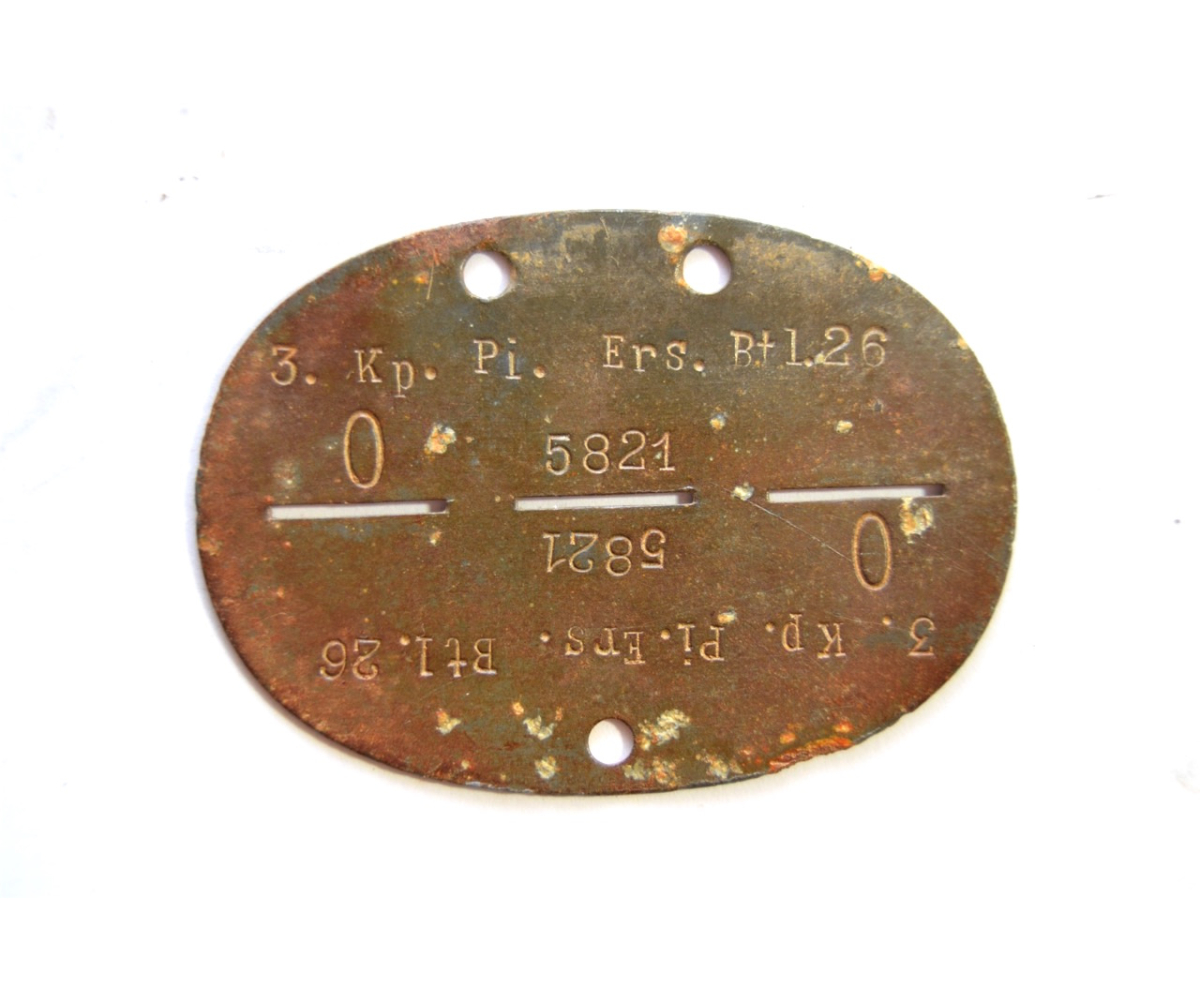 3. Kp. Pi. Ers. Btl.26
0
5821
5821
0
3. Kp. Pi.Ers. Btl.26